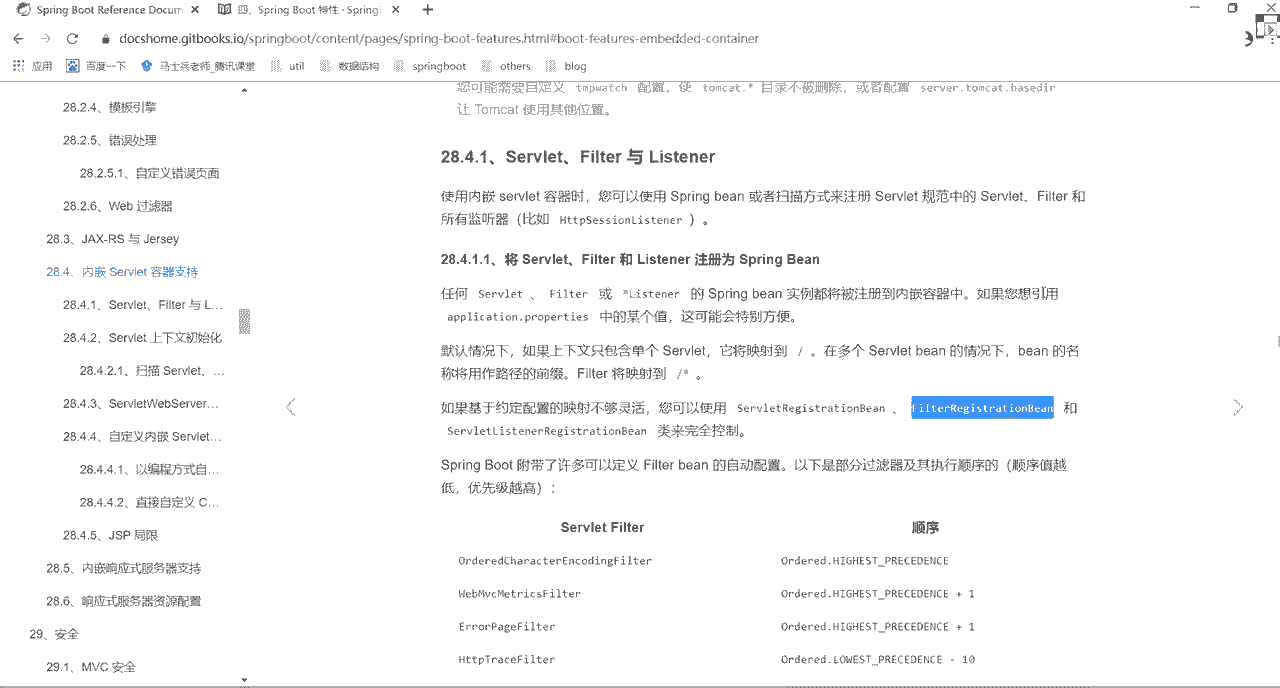 Spring Boot Reference Docum
四、Spring Boot 特性 · Spring
docshome.gitbooks.io/springboot/content/pages/spring-boot-features.html#boot-features-embedded-container
应用
百度一下
马士兵老师_腾讯课堂
util
数据结构
springboot
others
blog
28.2.4、模板引擎
28.2.5、错误处理
28.2.5.1、自定义错误页面
28.2.6、Web 过滤器
28.3、JAX-RS 与 Jersey
28.4、内嵌 Servlet 容器支持
28.4.1、Servlet、Filter 与 L...
28.4.2、Servlet 上下文初始化
28.4.2.1、扫描 Servlet、...
28.4.3、ServletWebServer...
28.4.4、自定义内嵌 Servlet...
28.4.4.1、以编程方式自...
28.4.4.2、直接自定义 C...
28.4.5、JSP 局限
28.5、内嵌响应式服务器支持
28.6、响应式服务器资源配置
29、安全
29.1、MVC 安全
您可能需要自定义 tmpwatch 配置，使 tomcat.* 目录不被删除，或者配置 server.tomcat.basedir
让 Tomcat 使用其他位置。
28.4.1、Servlet、Filter 与 Listener
使用内嵌 servlet 容器时，您可以使用 Spring bean 或者扫描方式来注册 Servlet 规范中的 Servlet、Filter 和
所有监听器（比如 HttpSessionListener ）。
28.4.1.1、将 Servlet、Filter 和 Listener 注册为 Spring Bean
任何 Servlet 、 Filter 或 *Listener 的 Spring bean 实例都将被注册到内嵌容器中。如果您想引用
application.properties 中的某个值，这可能会特别方便。
默认情况下，如果上下文只包含单个 Servlet，它将映射到 / 。在多个 Servlet bean 的情况下，bean 的名
称将用作路径的前缀。Filter 将映射到 /* 。
如果基于约定配置的映射不够灵活，您可以使用 ServletRegistrationBean 、 FilterRegistrationBean 和
ServletListenerRegistrationBean 类来完全控制。
Spring Boot 附带了许多可以定义 Filter bean 的自动配置。以下是部分过滤器及其执行顺序的（顺序值越
低，优先级越高）：
Servlet Filter 顺序
OrderedCharacterEncodingFilter Ordered.HIGHEST_PRECEDENCE
WebMvcMetricsFilter Ordered.HIGHEST_PRECEDENCE + 1
ErrorPageFilter Ordered.HIGHEST_PRECEDENCE + 1
HttpTraceFilter Ordered.LOWEST_PRECEDENCE - 10